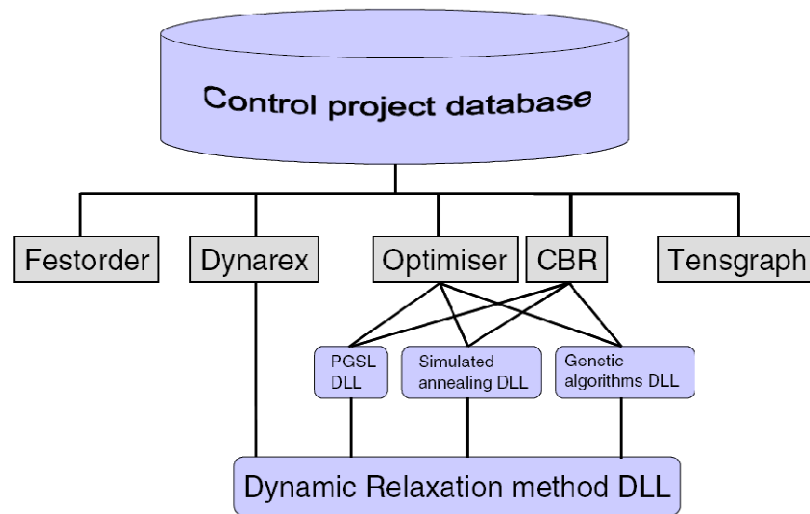 Control project database
Festorder
Dynarex
Optimiser
CBR
Tensgraph
PGSL
DLL
Simulated
annealing DLL
Genetic
algorithms DLL
Dynamic Relaxation method DLL